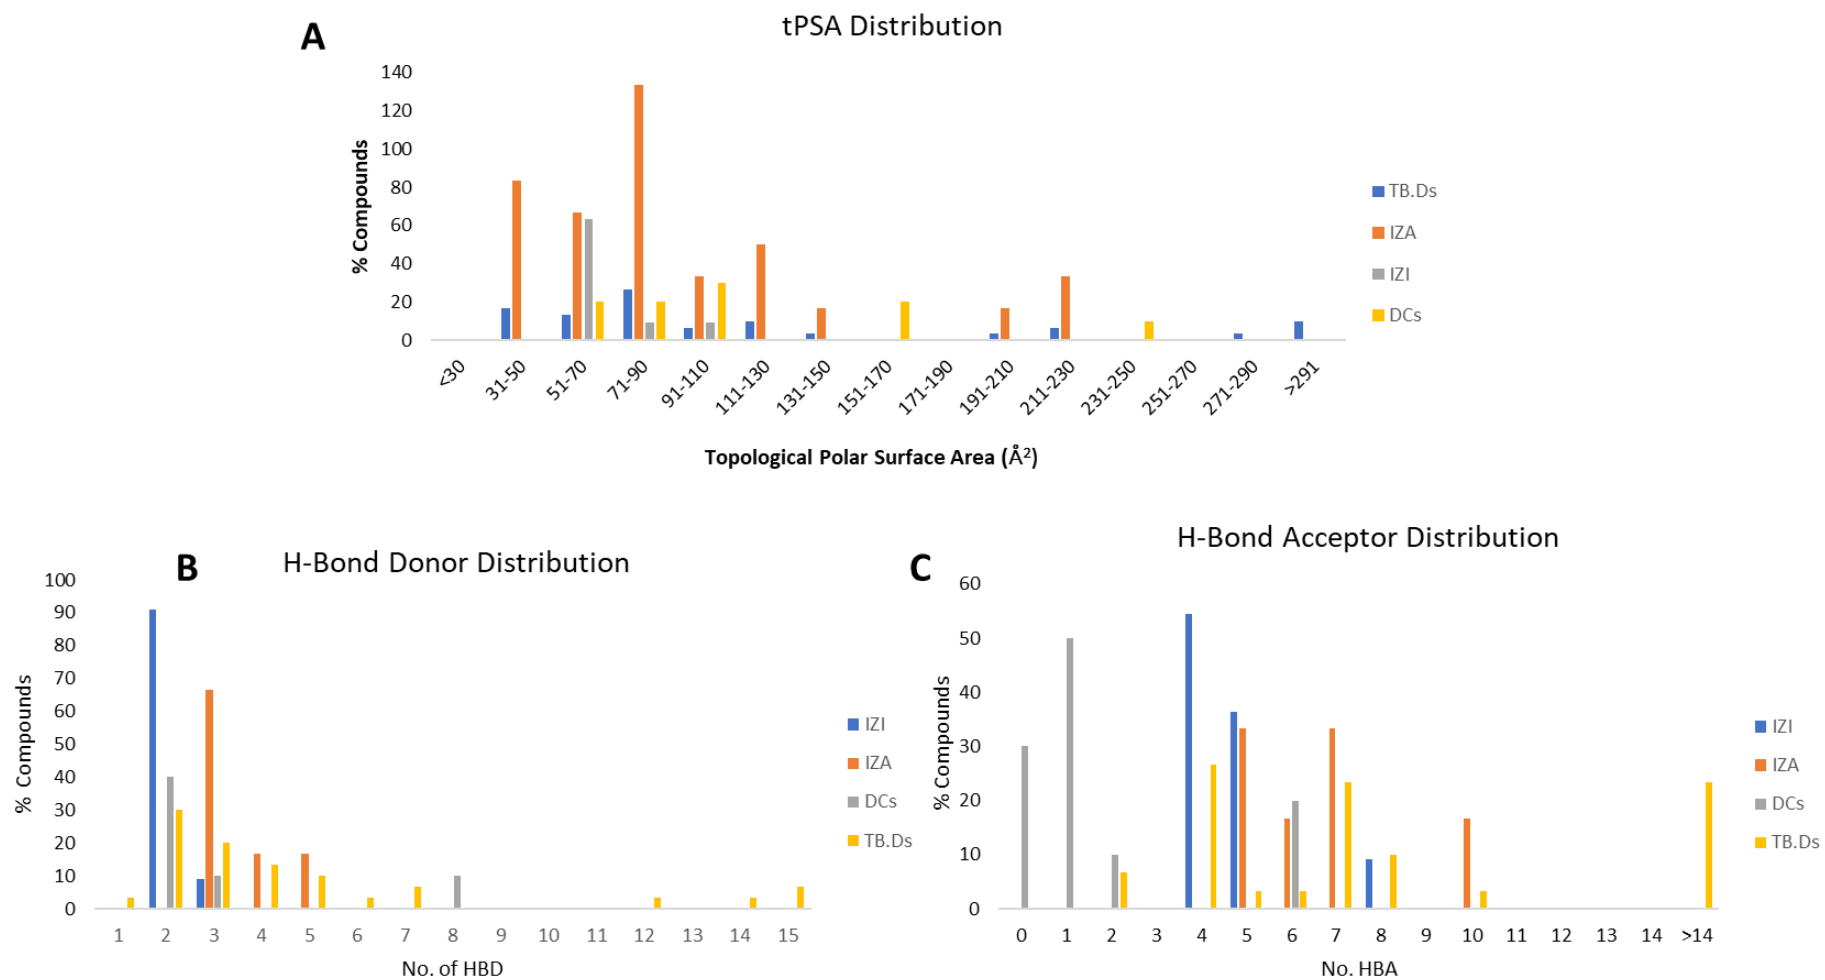 A
tPSA Distribution
140
120
100
80
60
40
20
0
% Compounds
<30
31-50
51-70
71-90
91-110
111-130
131-150
151-170
171-190
191-210
211-230
231-250
251-270
271-290
>291
Topological Polar Surface Area (Å²)
TB.Ds
IZA
IZI
DCs
B
H-Bond Donor Distribution
100
90
80
70
60
50
40
30
20
10
0
% Compounds
1 2 3 4 5 6 7 8 9 10 11 12 13 14 15
No. of HBD
IZI
IZA
DCs
TB.Ds
C
H-Bond Acceptor Distribution
60
50
40
30
20
10
0
% Compounds
0 1 2 3 4 5 6 7 8 9 10 11 12 13 14 >14
No. HBA
IZI
IZA
DCs
TB.Ds